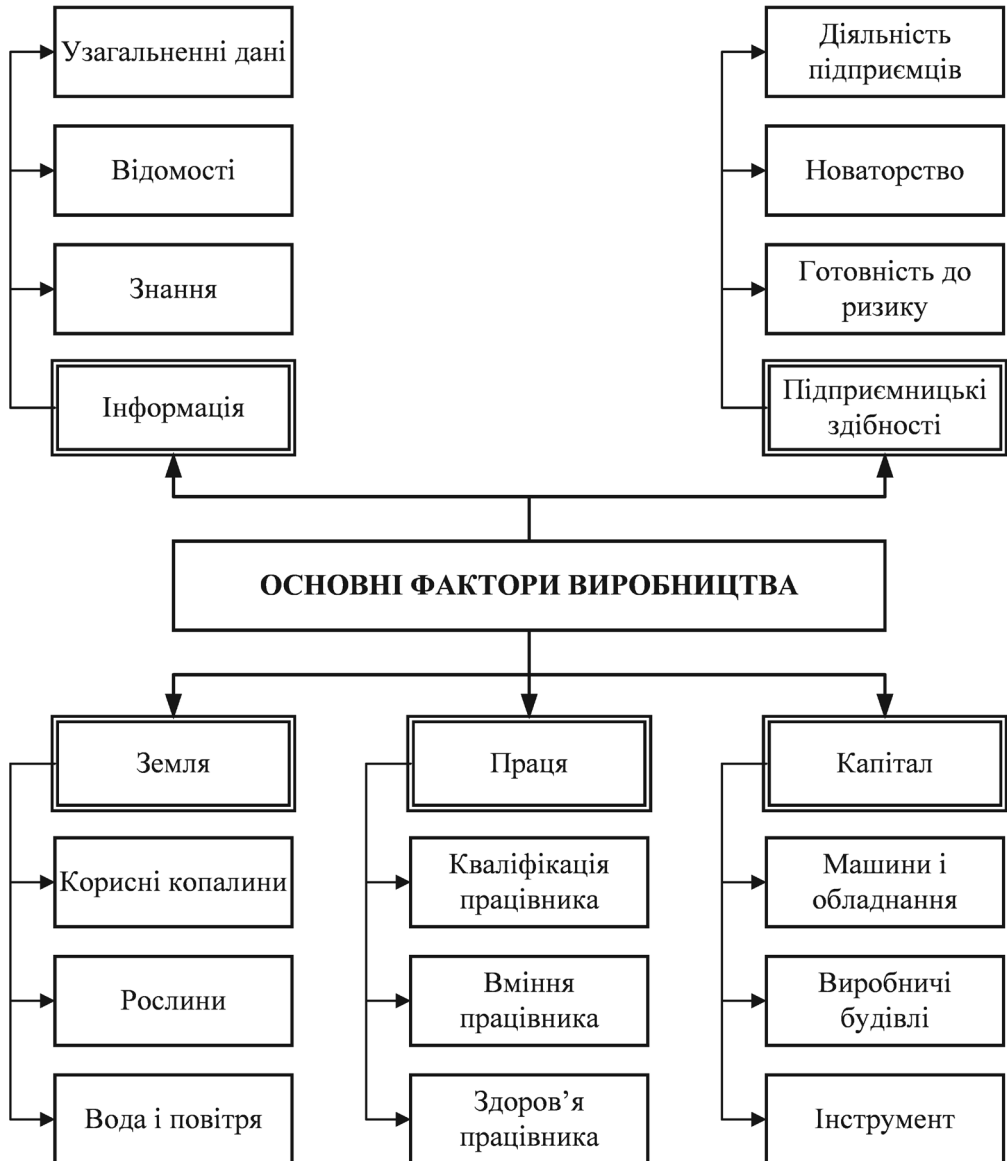 Узагальненні дані
Відомості
Знання
Інформація
Діяльність
підприємців
Новаторство
Готовність до
ризику
Підприємницькі
здібності
ОСНОВНІ ФАКТОРИ ВИРОБНИЦТВА
Земля
Корисні копалини
Рослини
Вода і повітря
Праця
Кваліфікація
працівника
Вміння
працівника
Здоров’я
працівника
Капітал
Машини і
обладнання
Виробничі
будівлі
Інструмент